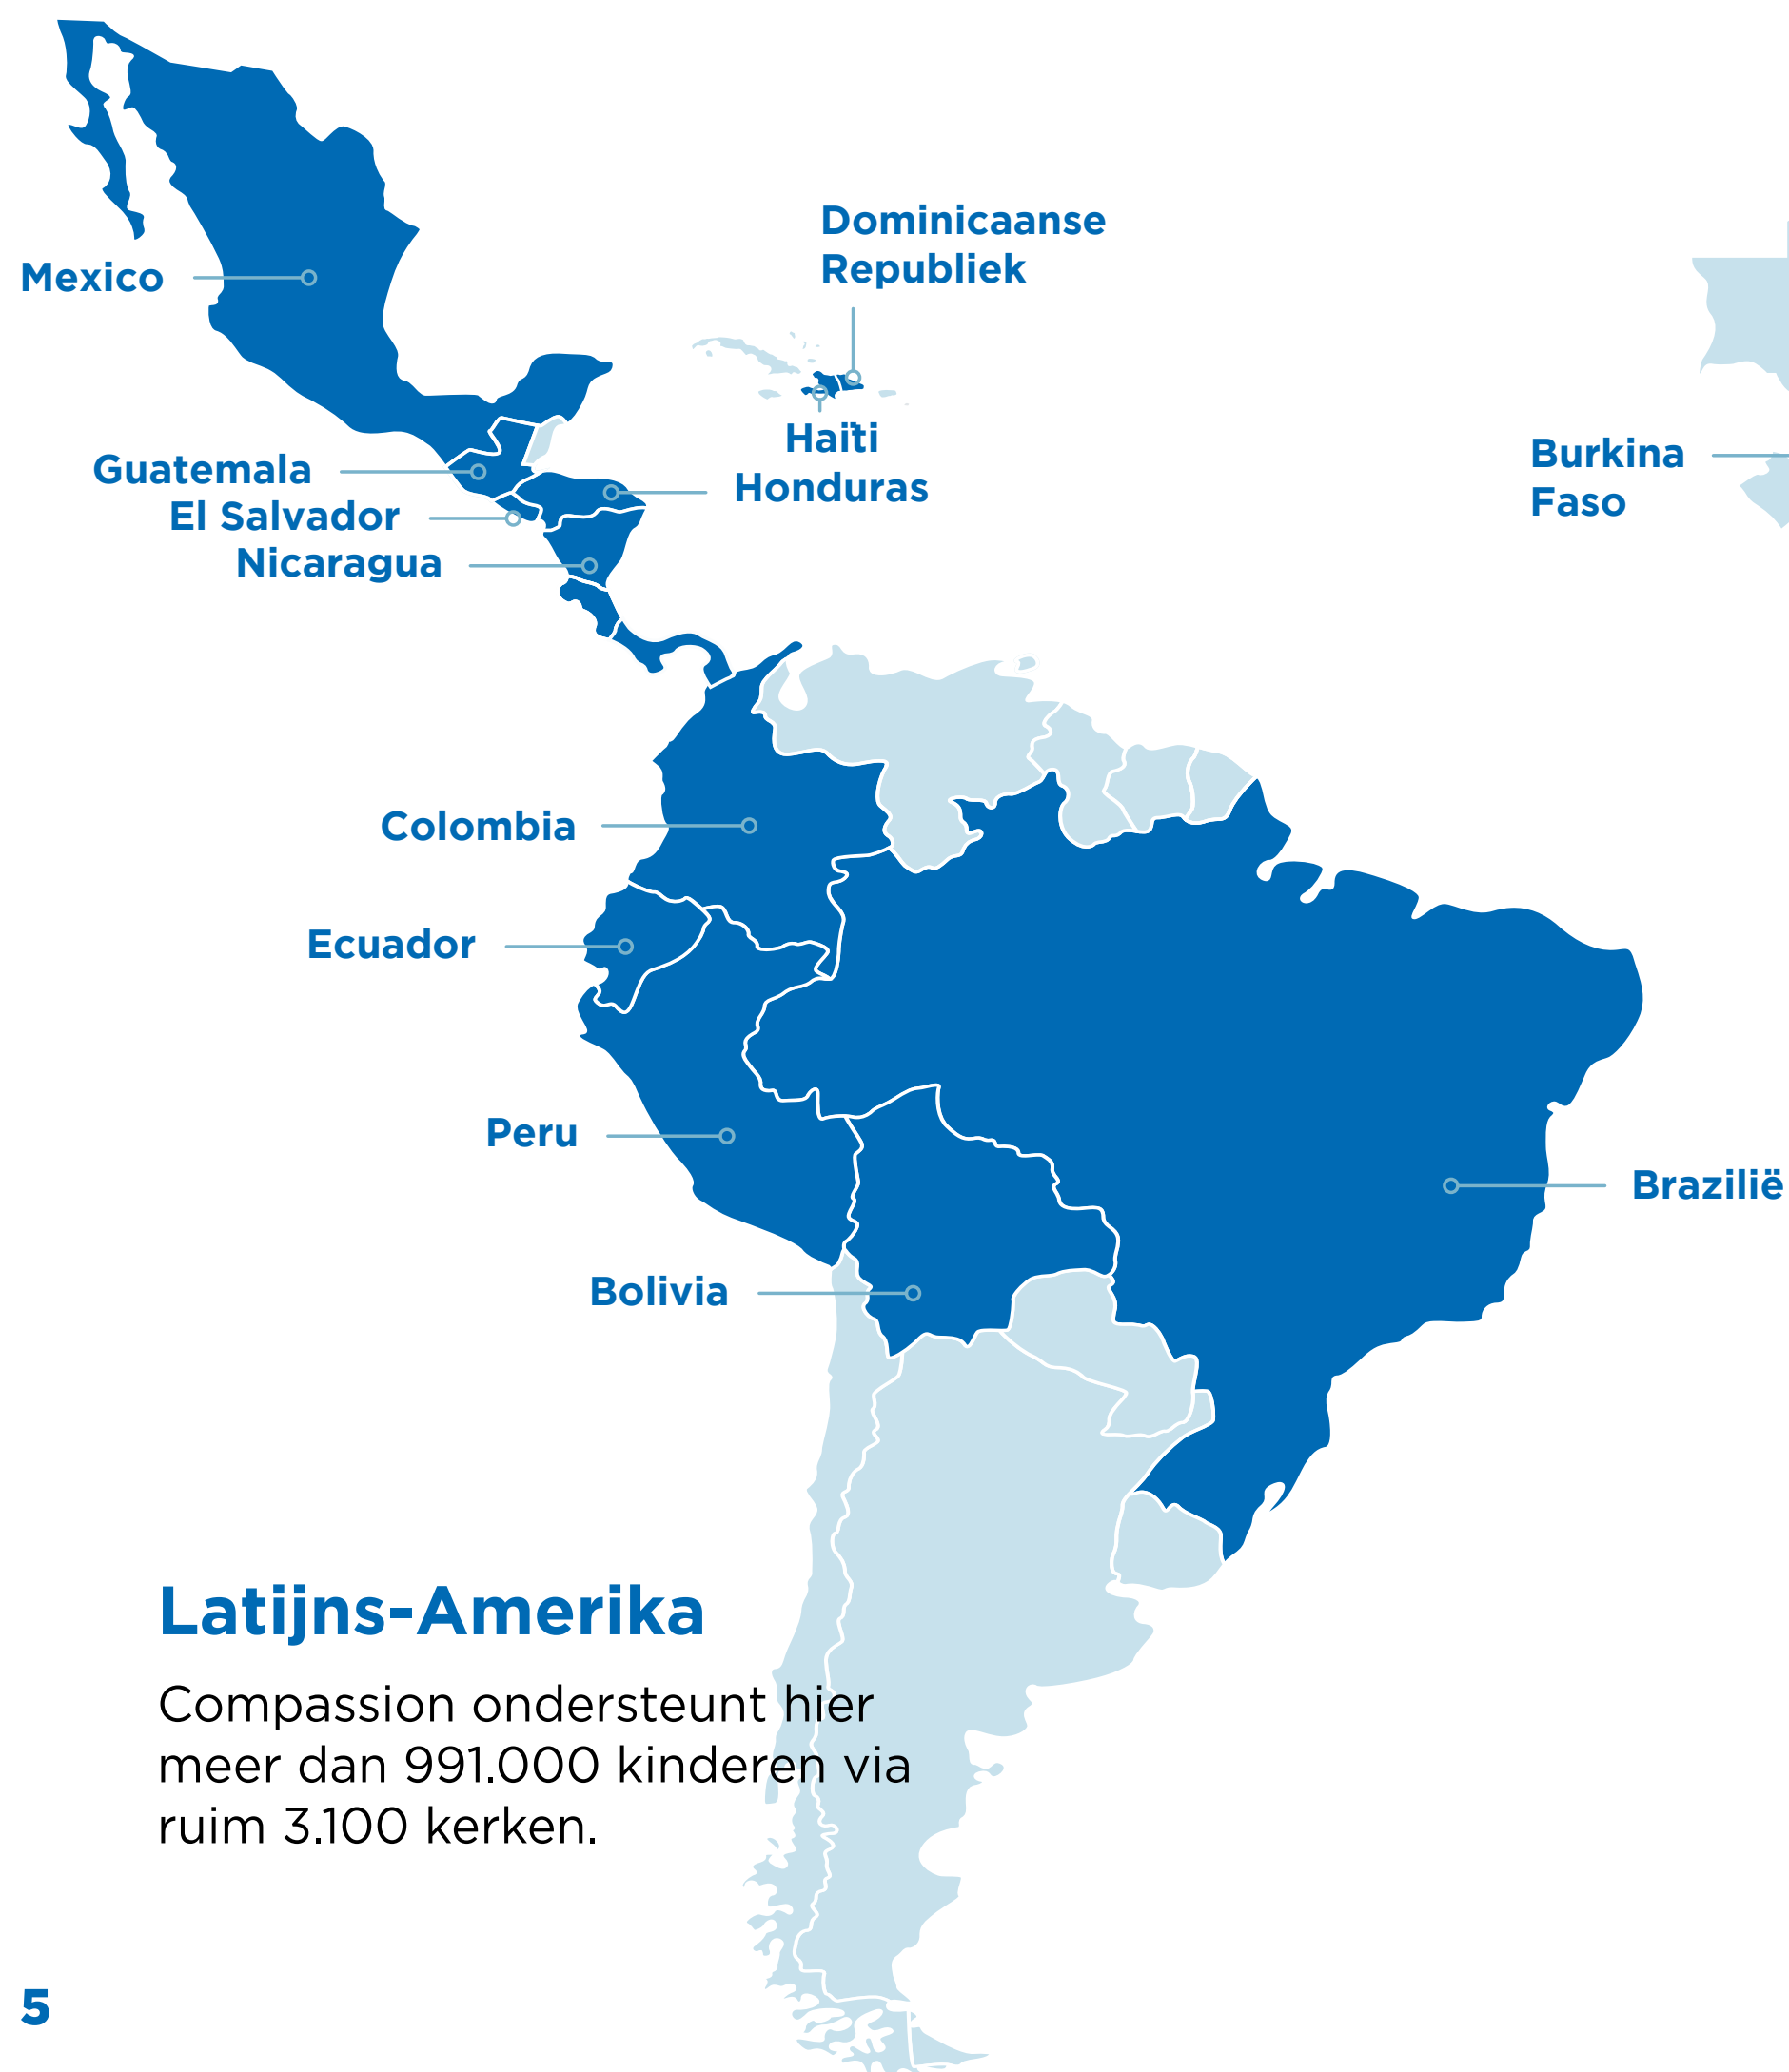 Dominicaanse
Republiek
Mexico
Haïti
Burkina
Faso
Guatemala
Honduras
El Salvador
Nicaragua
Colombia
Ecuador
Peru
Brazilië
Bolivia
Latijns-Amerika
Compassion ondersteunt hier
meer dan 991.000 kinderen via
ruim 3.100 kerken.
5